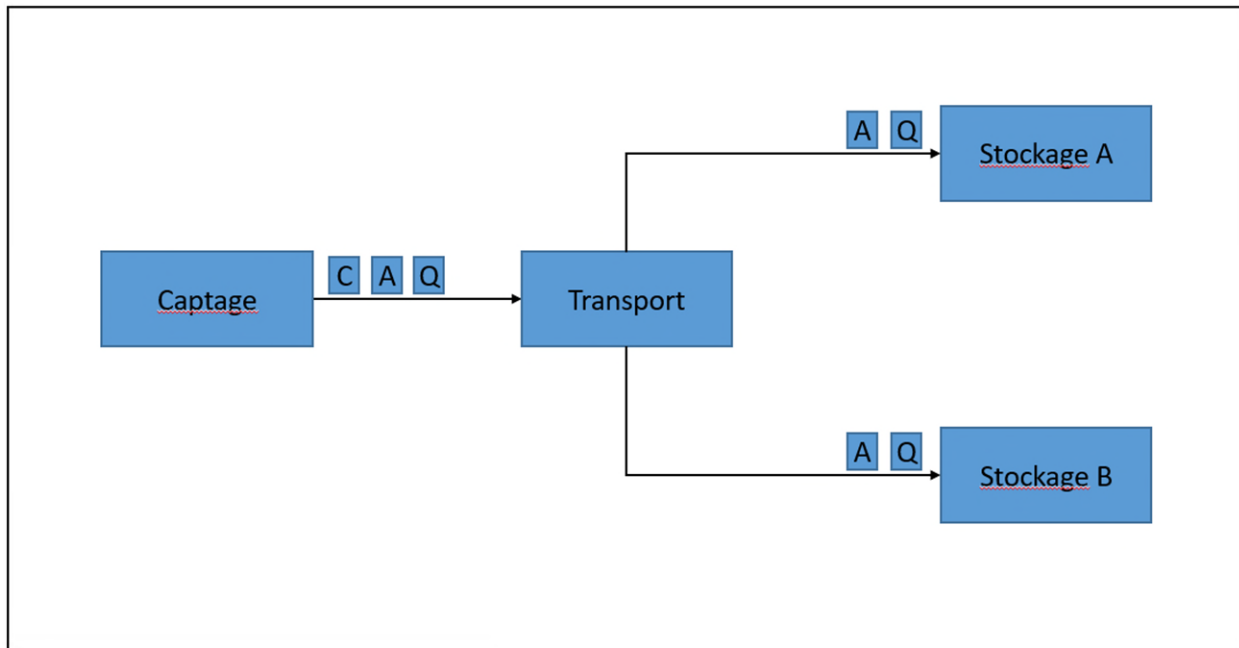 A Q
Stockage A
C A Q
Captage
Transport
A Q
Stockage B